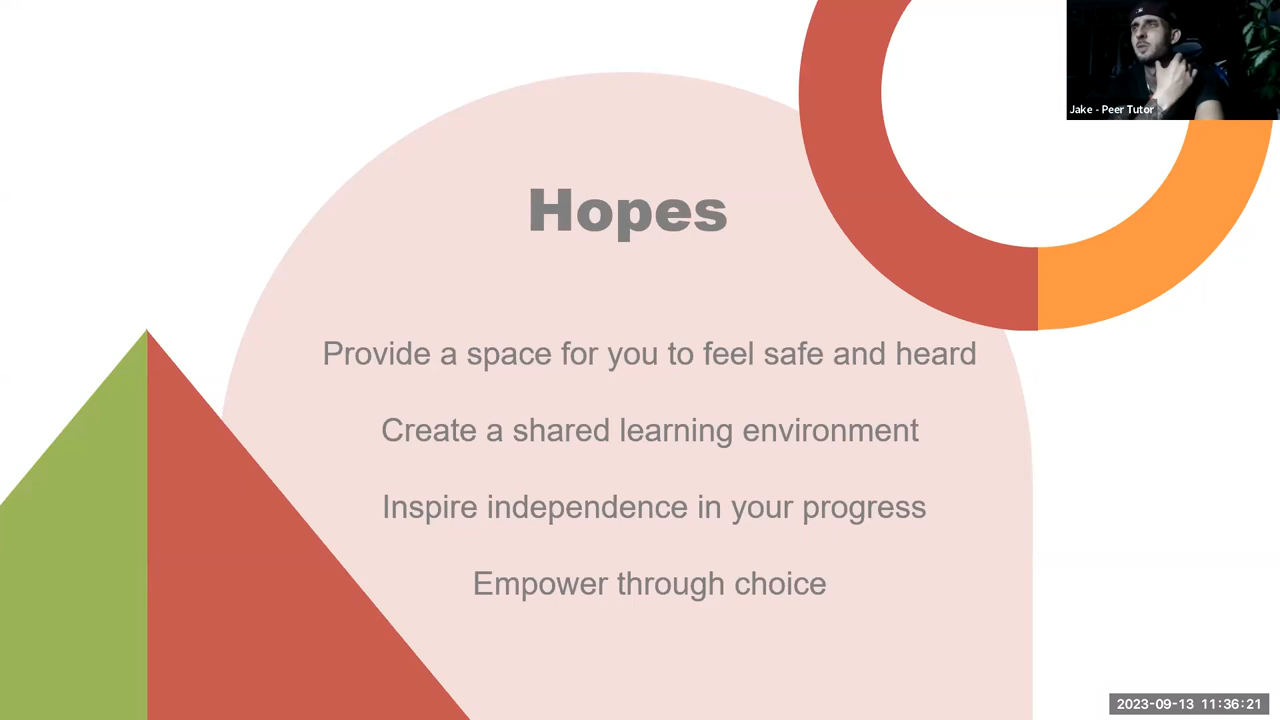 Jake - Peer Tutor
Hopes
Provide a space for you to feel safe and heard
Create a shared learning environment
Inspire independence in your progress
Empower through choice
2023-09-13 11:36:21